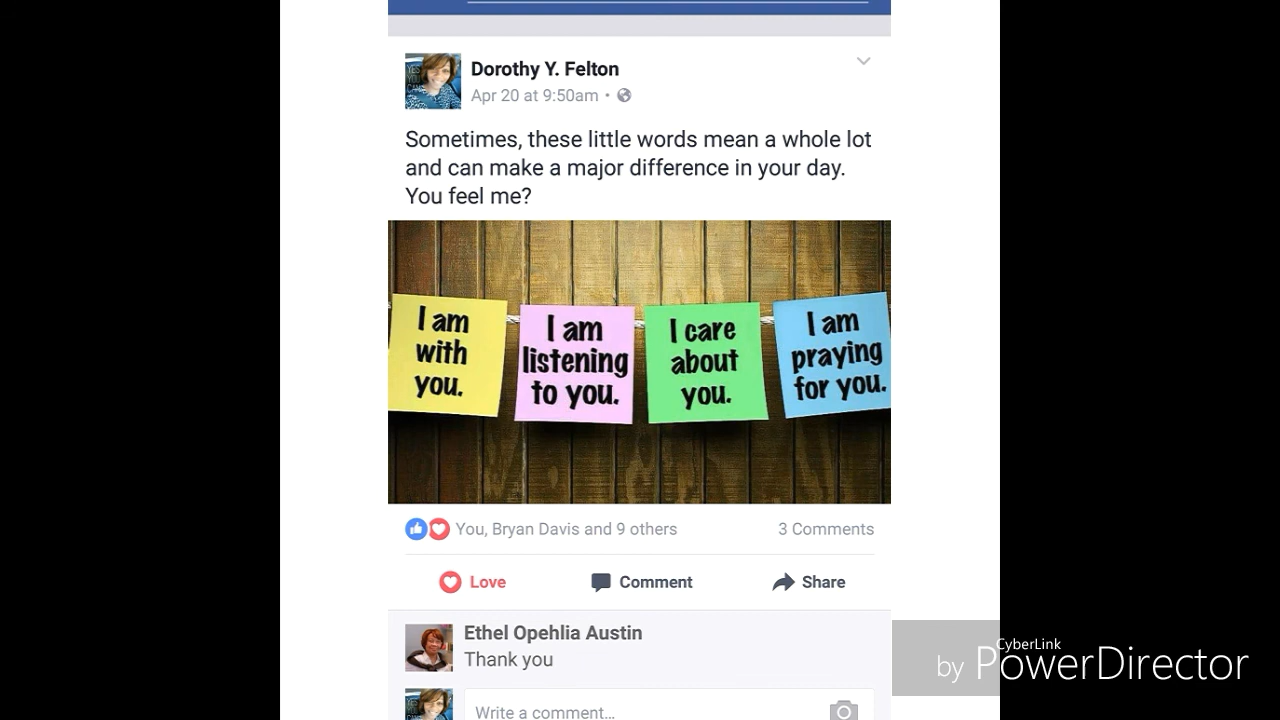 Dorothy Y. Felton
Apr 20 at 9:50am •
Sometimes, these little words mean a whole lot
and can make a major difference in your day.
You feel me?
I am
with
you.
I am
listening
to you.
I care
about
you.
I am
praying
for you.
You, Bryan Davis and 9 others 3 Comments
Love Comment Share
Ethel Opehlia Austin
Thank you
Write a comment...
CyberLink
by PowerDirector